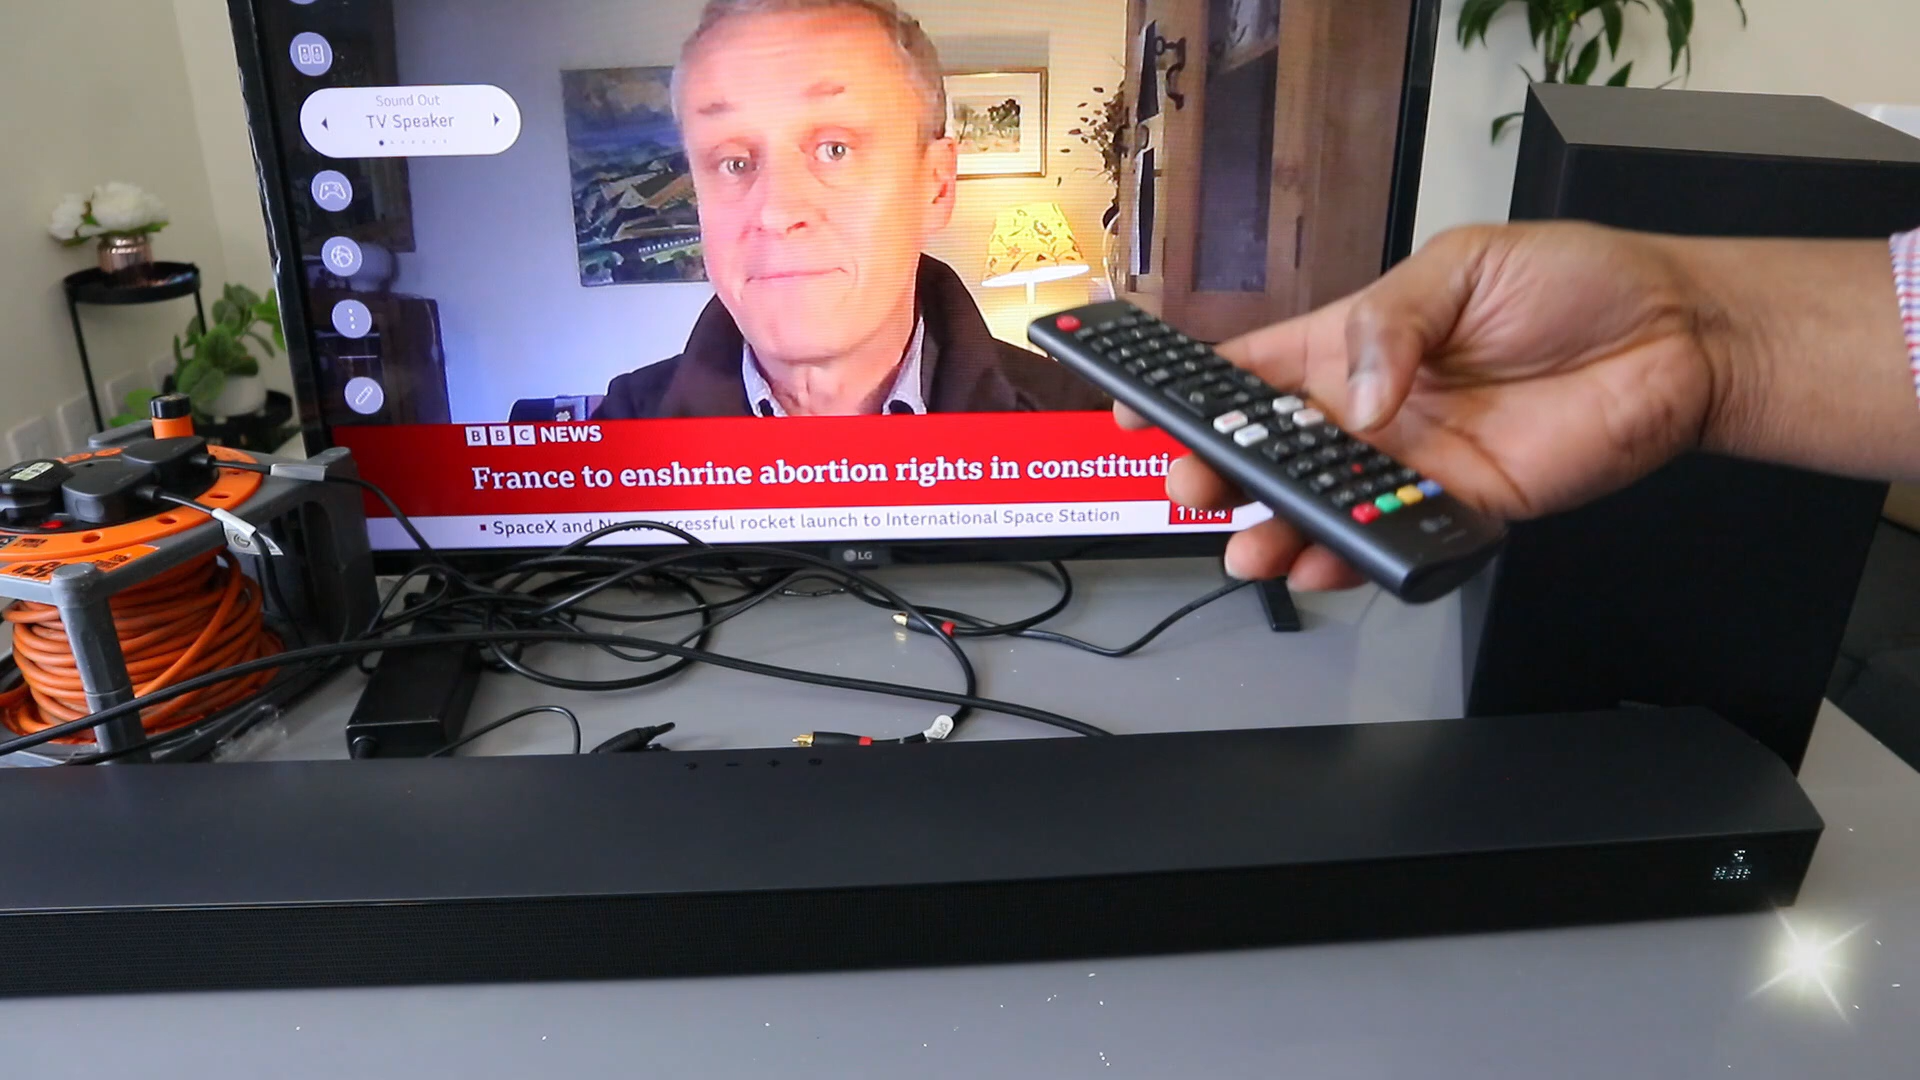 Sound Out
TV Speaker
BBC NEWS
France to enshrine abortion rights in constituti
SpaceX and successful rocket launch to International Space Station
11:14
LG